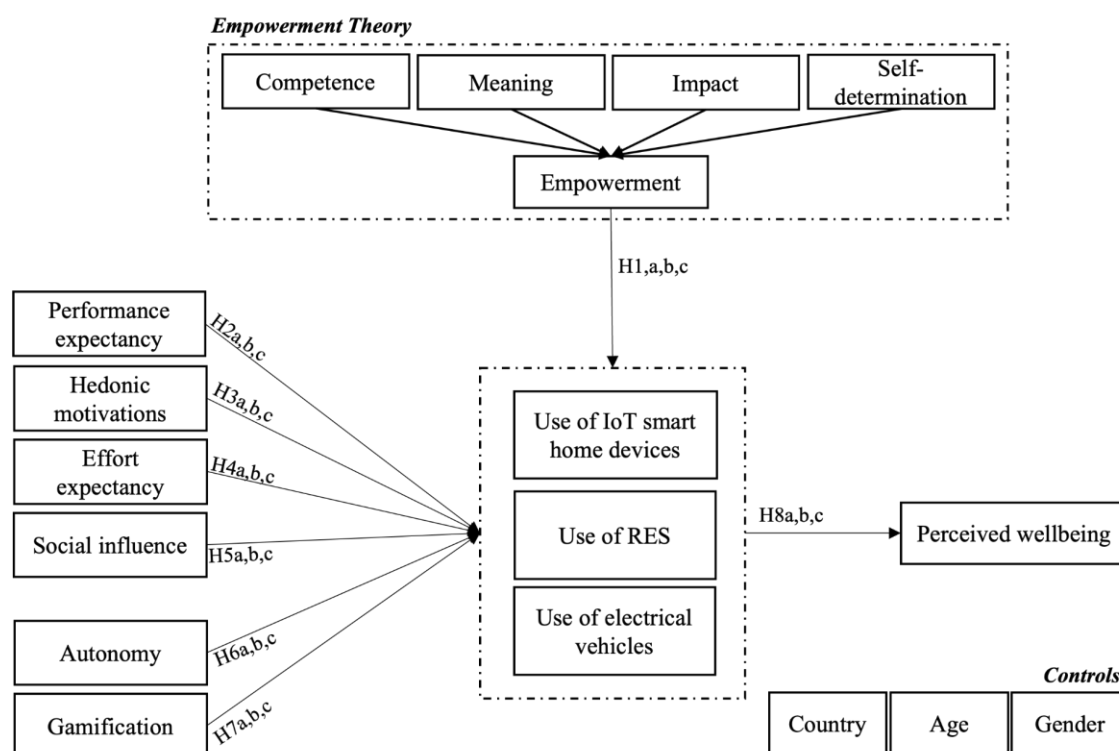 Empowerment Theory
Competence
Meaning
Impact
Self-
determination
Empowerment
H1,a,b,c
Performance
expectancy
H2a,b,c
Hedonic
motivations
H3a,b,c
Effort
expectancy
H4a,b,c
Social influence
H5a,b,c
Autonomy
H6a,b,c
Gamification
H7a,b,c
Use of IoT smart
home devices
Use of RES
Use of electrical
vehicles
H8a,b,c
Perceived wellbeing
Controls
Country
Age
Gender